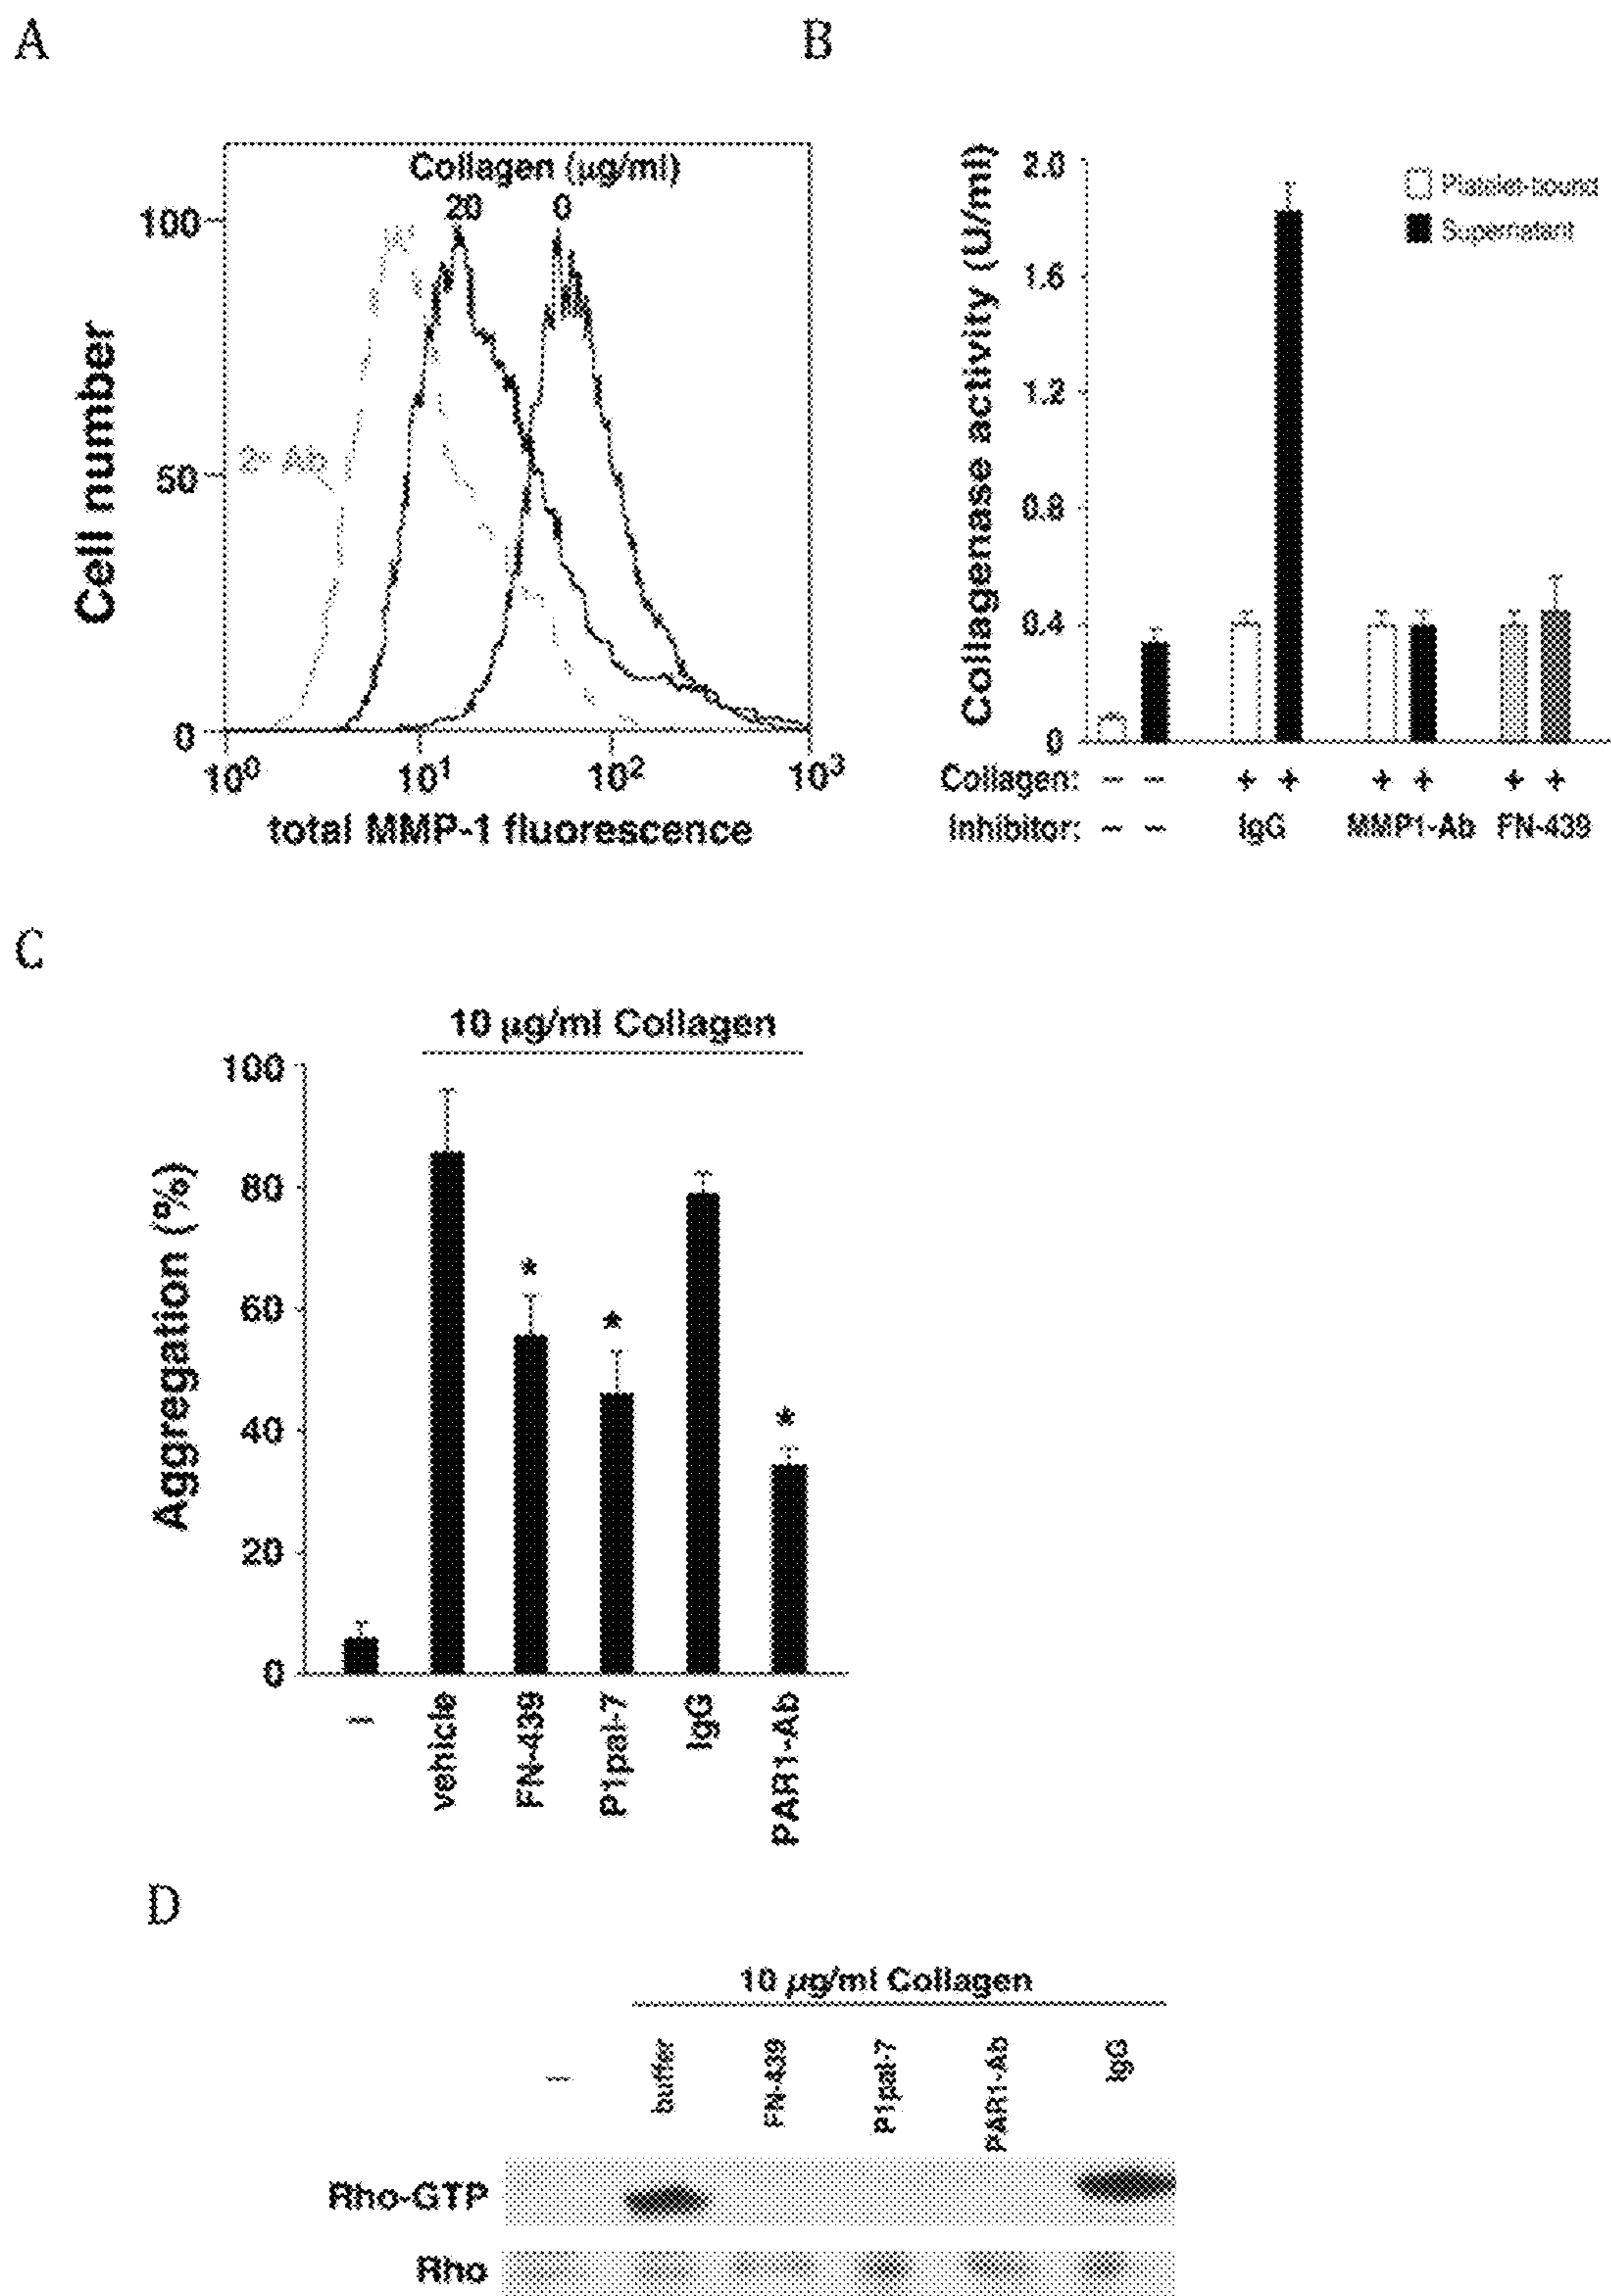 A
B
Collagen (µg/ml)
20 0
100
50
0
2° Ab
Cell number
10⁰ 10¹ 10² 10³
total MMP-1 fluorescence
Collagenase activity (U/ml)
2.0
1.6
1.2
0.8
0.4
0
Platelet-bound
Supernatant
Collagen: – – + + + + + +
Inhibitor: – – IgG MMP1-Ab FN-439
C
10 µg/ml Collagen
Aggregation (%)
100
80
60
40
20
0
*
*
*
–
vehicle
FN-439
P1pal-7
IgG
PAR1-Ab
D
10 µg/ml Collagen
–
buffer
FN-439
P1pal-7
PAR1-Ab
IgG
Rho-GTP
Rho